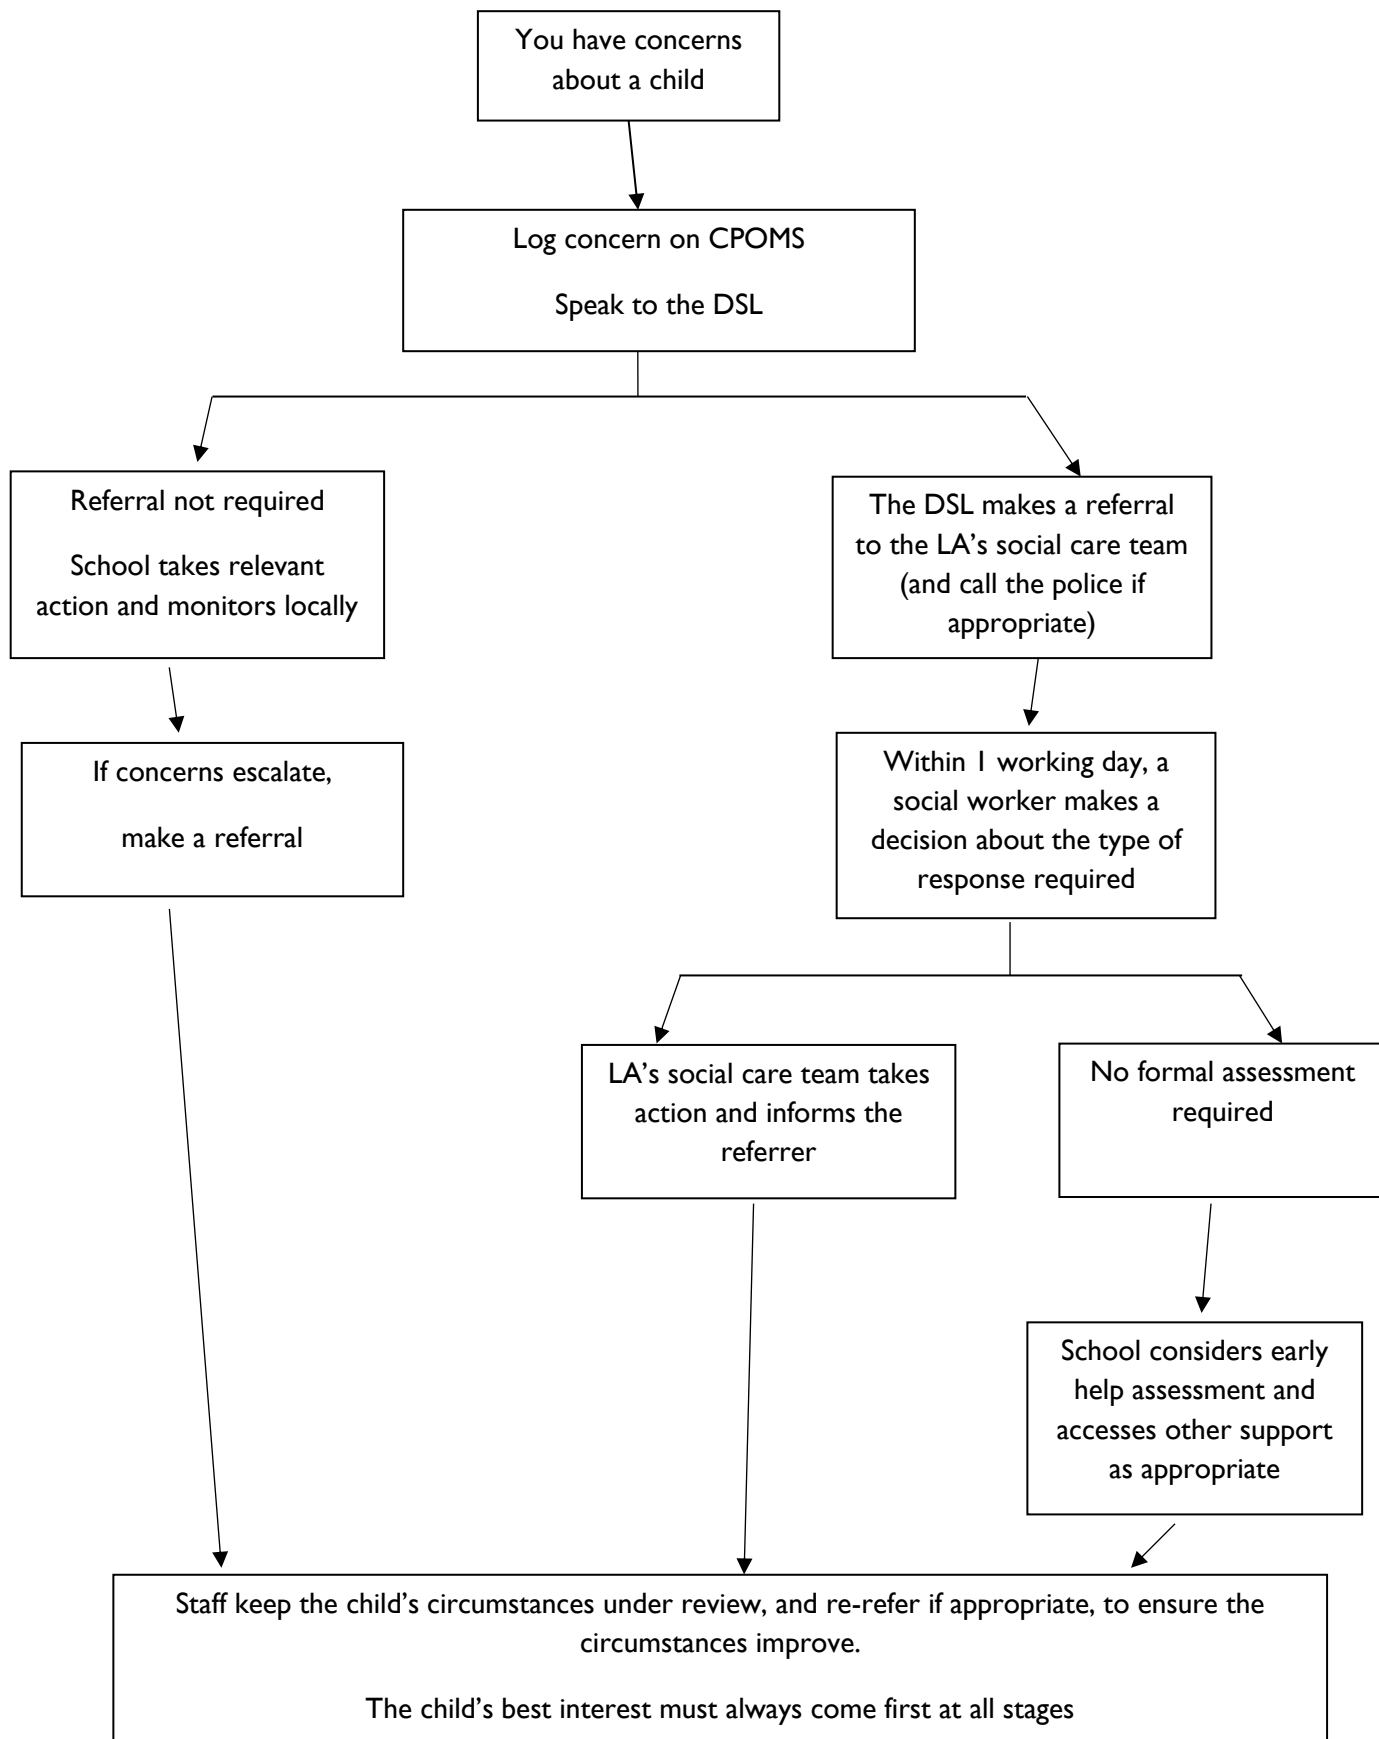 You have concerns
about a child
Log concern on CPOMS
Speak to the DSL
Referral not required
School takes relevant
action and monitors locally
The DSL makes a referral
to the LA’s social care team
(and call the police if
appropriate)
If concerns escalate,
make a referral
Within 1 working day, a
social worker makes a
decision about the type of
response required
LA’s social care team takes
action and informs the
referrer
No formal assessment
required
School considers early
help assessment and
accesses other support
as appropriate
Staff keep the child’s circumstances under review, and re-refer if appropriate, to ensure the
circumstances improve.
The child’s best interest must always come first at all stages